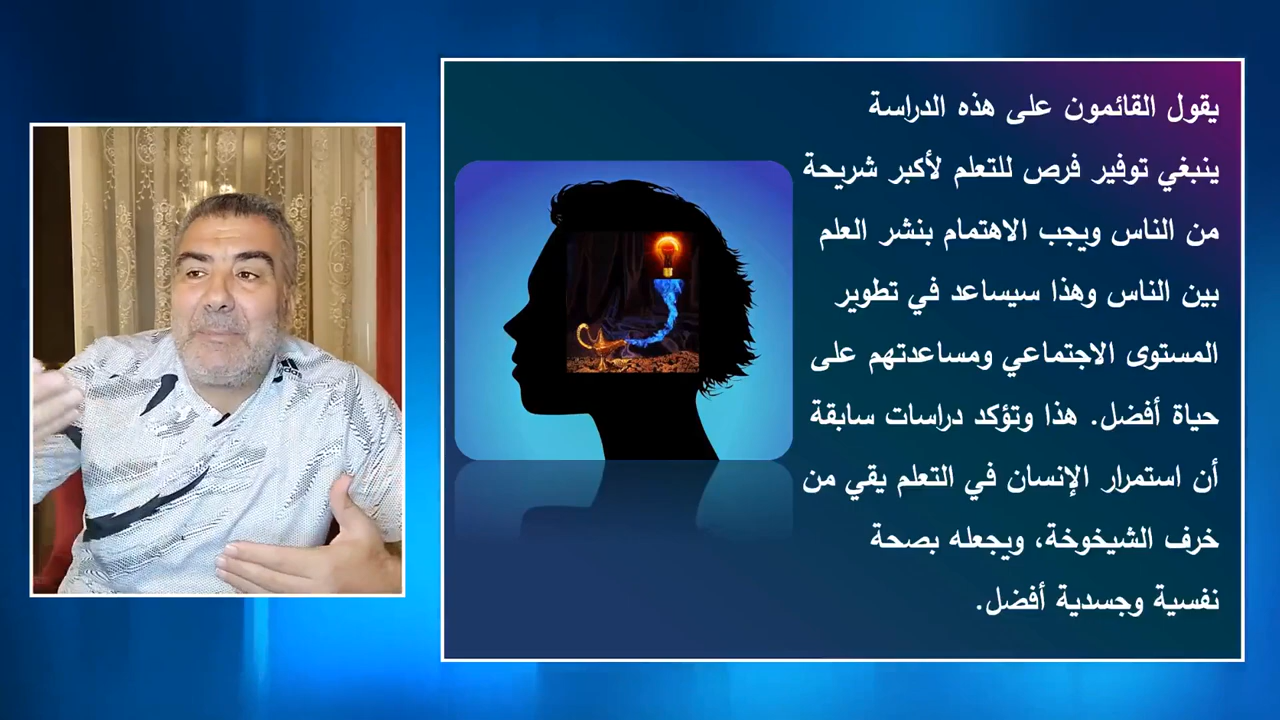 يقول القائمون على هذه الدراسة
ينبغي توفير فرص للتعلم لأكبر شريحة
من الناس ويجب الاهتمام بنشر العلم
بين الناس وهذا سيساعد في تطوير
المستوى الاجتماعي ومساعدتهم على
حياة أفضل. هذا وتؤكد دراسات سابقة
أن استمرار الإنسان في التعلم يقي من
خرف الشيخوخة، ويجعله بصحة
نفسية وجسدية أفضل.
adidas